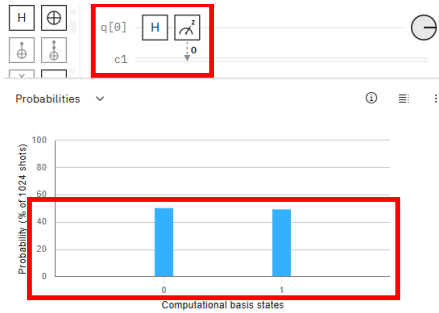 H
q[0] H z
0
c1
Probabilities
100
80
60
40
20
0
Probability (% of 1024 shots)
0 1
Computational basis states